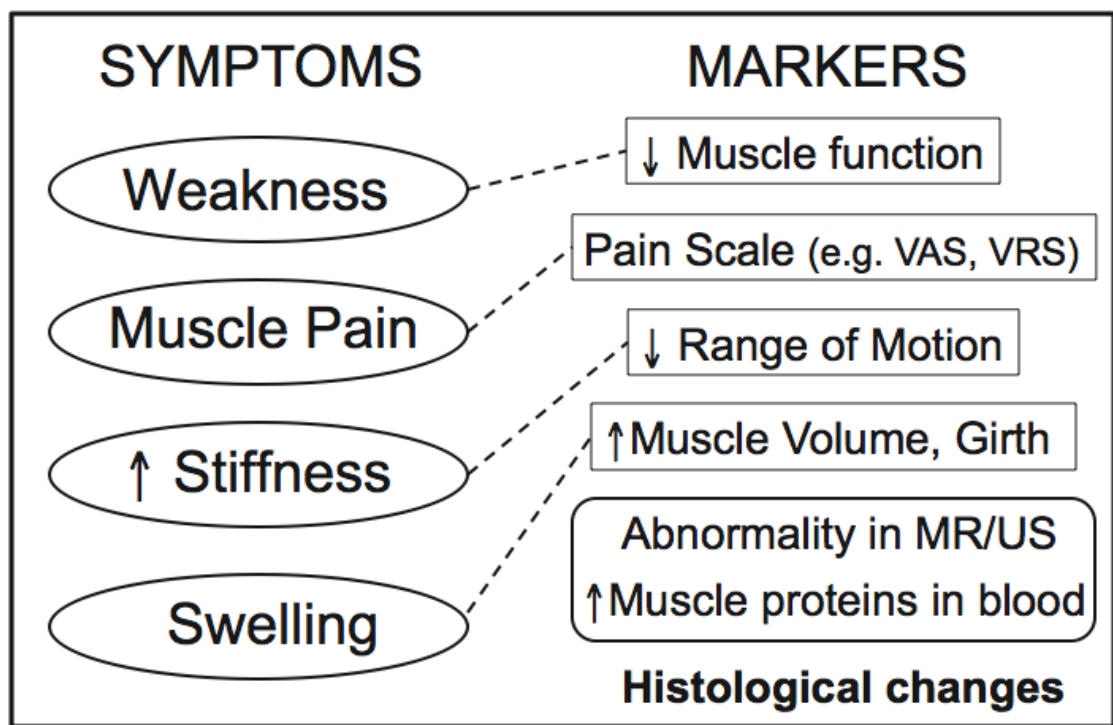 SYMPTOMS
Weakness
Muscle Pain
↑ Stiffness
Swelling
MARKERS
↓ Muscle function
Pain Scale (e.g. VAS, VRS)
↓ Range of Motion
↑Muscle Volume, Girth
Abnormality in MR/US
↑Muscle proteins in blood
Histological changes